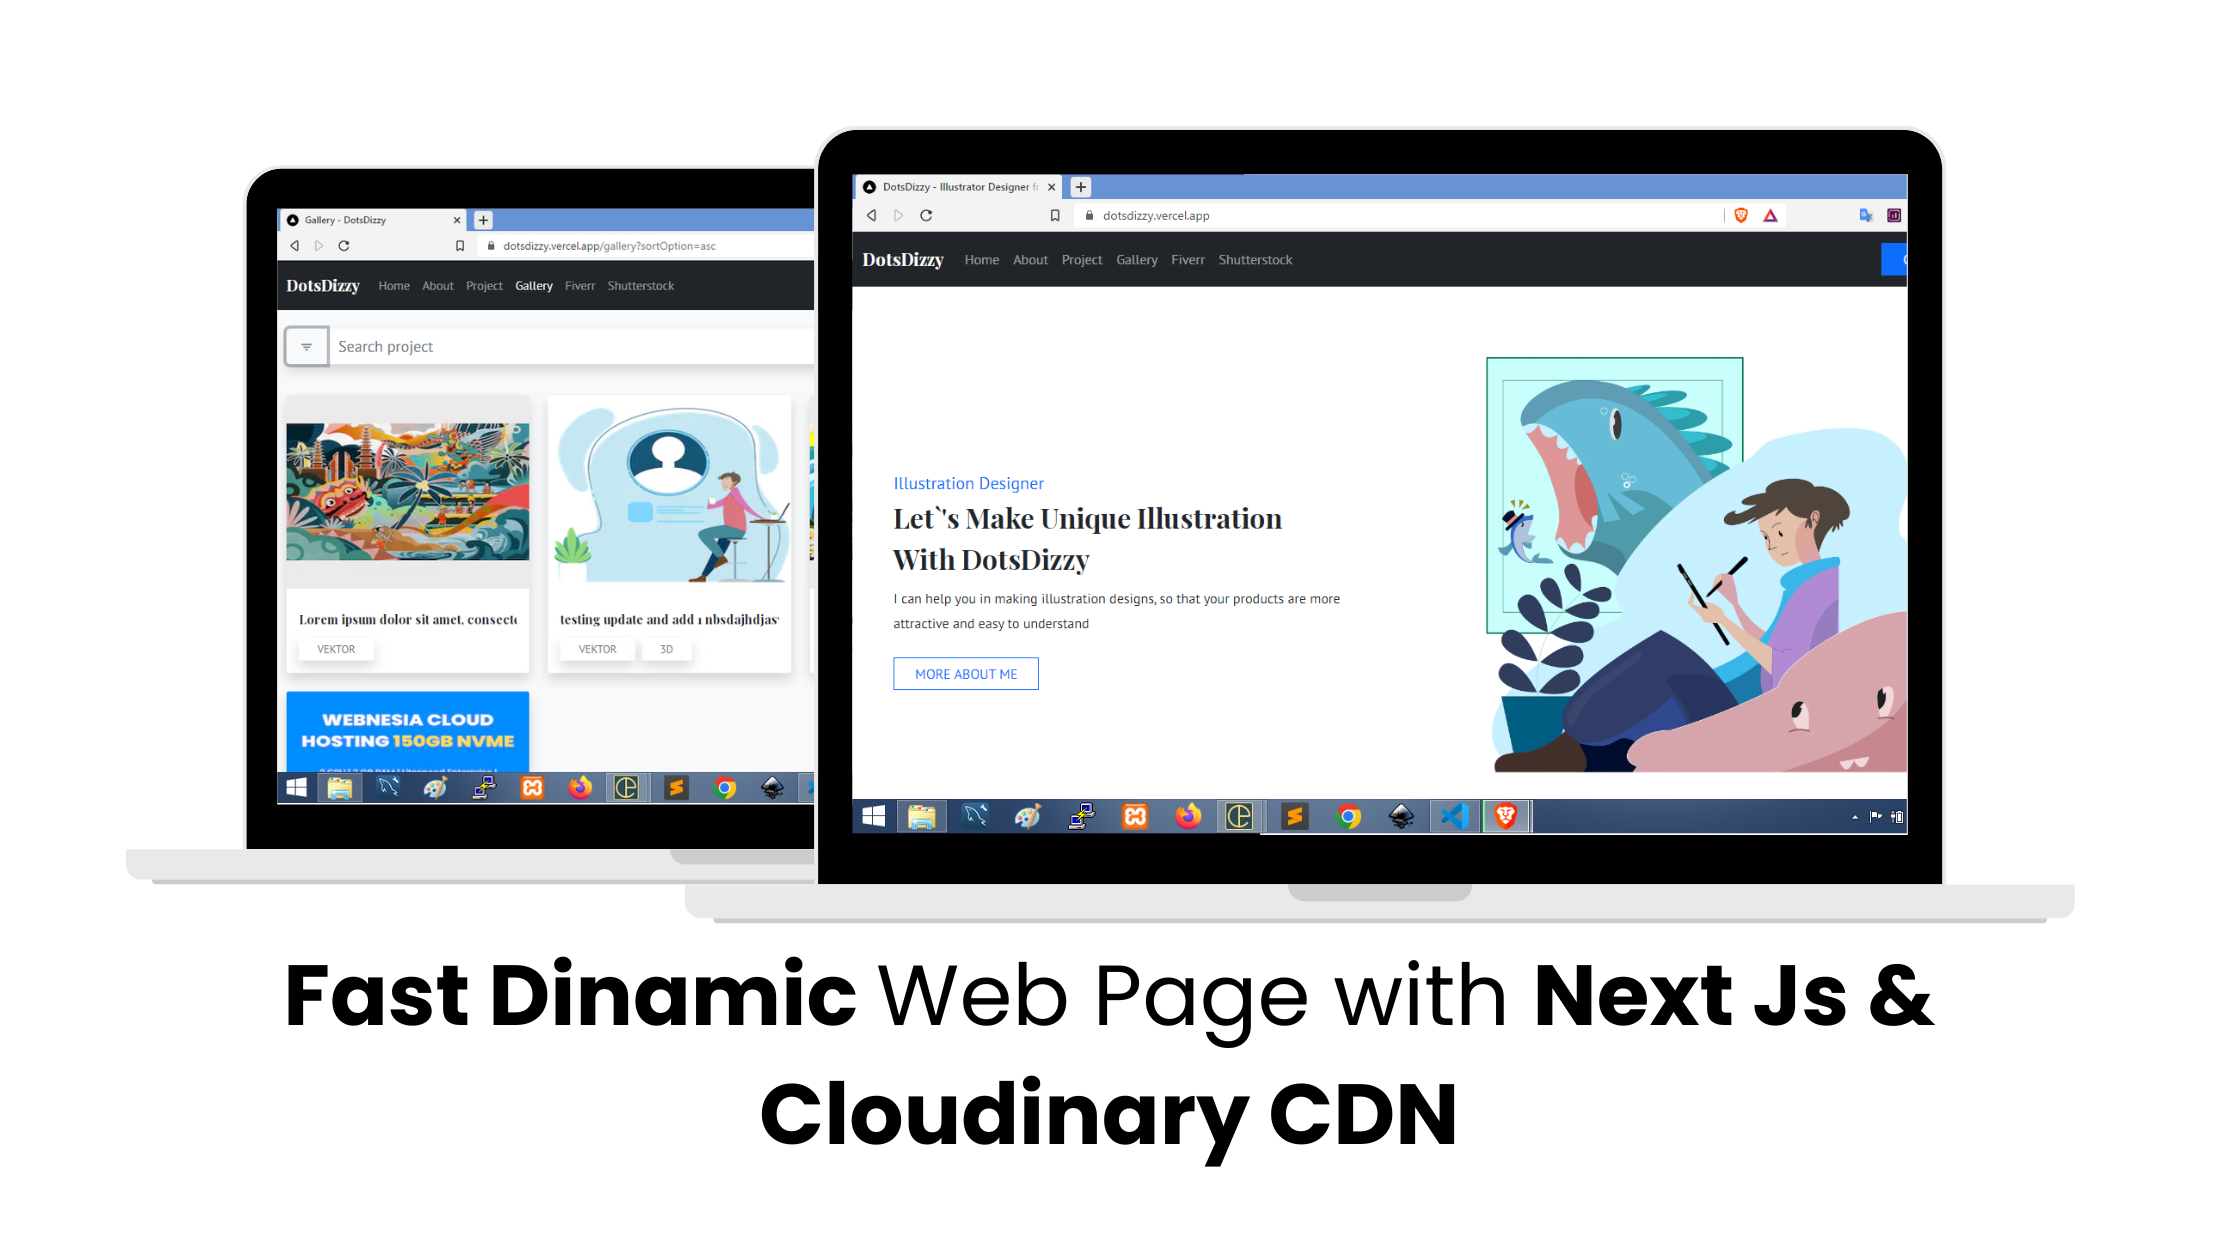 Gallery - DotsDizzy
dotsdizzy.vercel.app/gallery?sortOption=asc
DotsDizzy Home About Project Gallery Fiverr Shutterstock
Search project
Lorem ipsum dolor sit amet, consect
VEKTOR
testing update and add 1 nbsdajhdjas
VEKTOR 3D
WEBNESIA CLOUD
HOSTING 150GB NVME
DotsDizzy - Illustrator Designer
dotsdizzy.vercel.app
DotsDizzy Home About Project Gallery Fiverr Shutterstock
Illustration Designer
Let`'s Make Unique Illustration
With DotsDizzy
I can help you in making illustration designs, so that your products are more
attractive and easy to understand
MORE ABOUT ME
Fast Dinamic Web Page with Next Js &
Cloudinary CDN